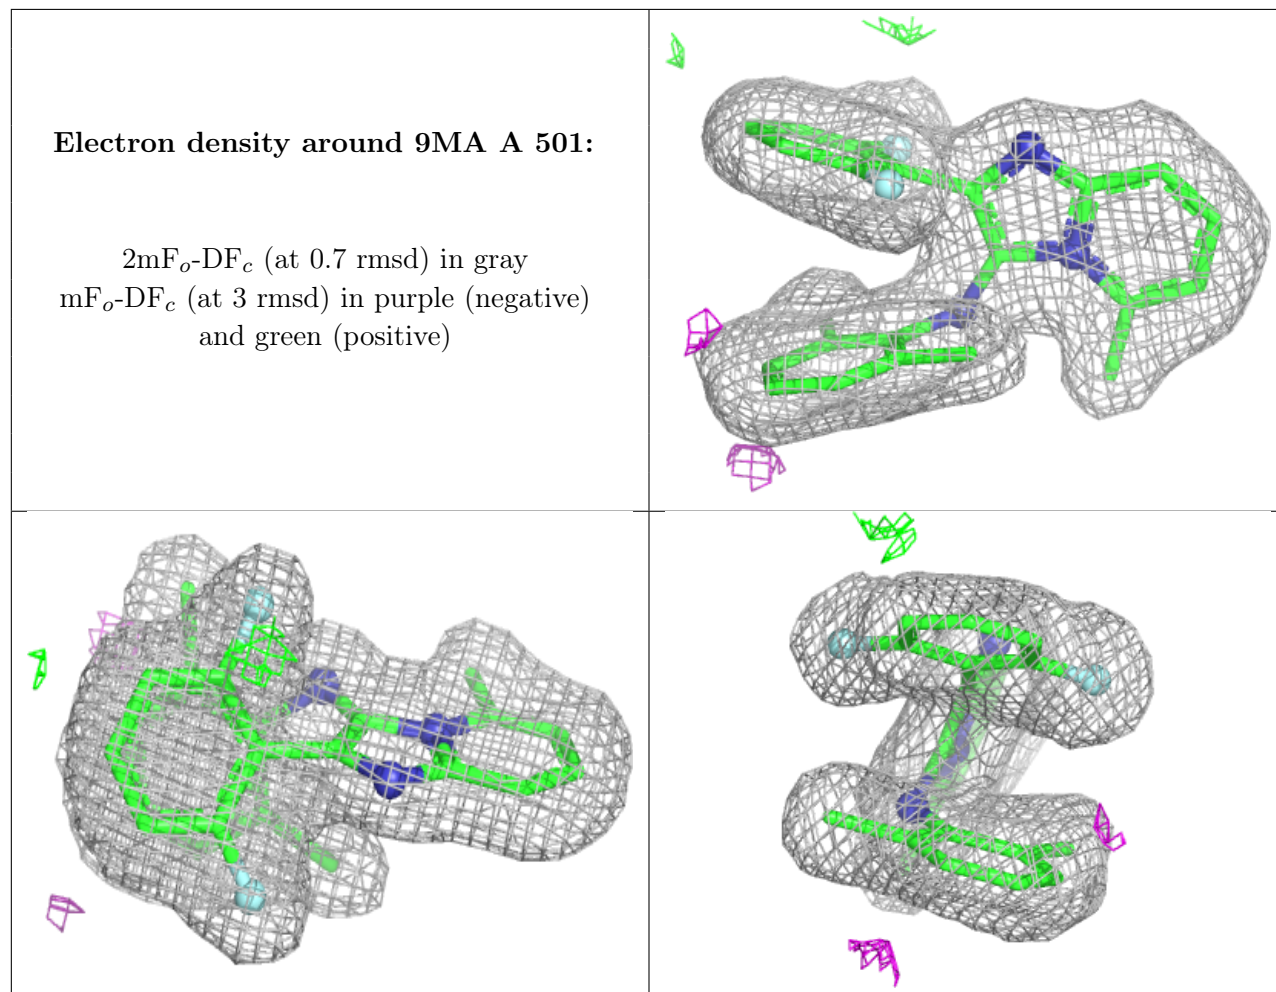 Electron density around 9MA A 501:
2mFo-DFc (at 0.7 rmsd) in gray
mFo-DFc (at 3 rmsd) in purple (negative)
and green (positive)